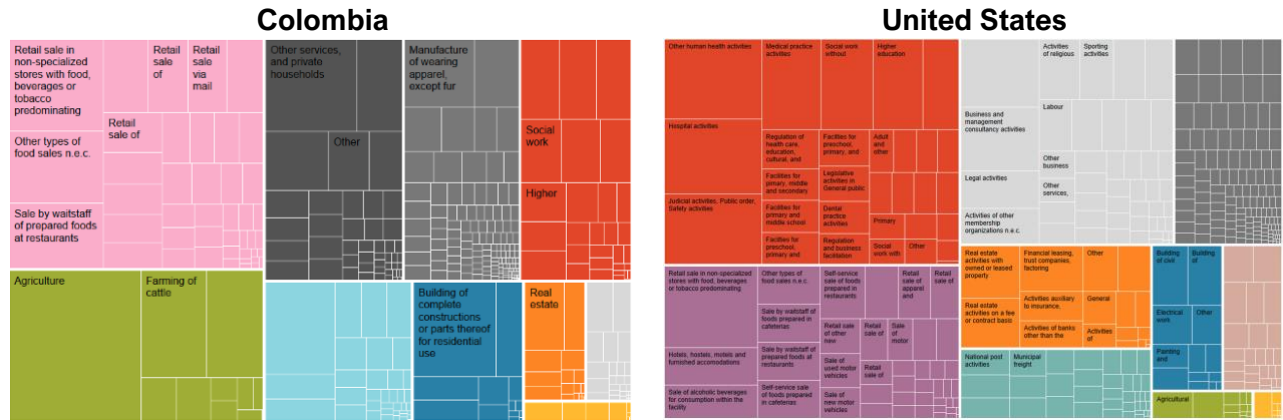 Colombia
United States
Retail sale in
non-specialized
stores with food,
beverages or
tobacco
predominating
Retail
sale
of
Retail
sale
via
mail
Retail
sale of
Other types of
food sales n.e.c.
Sale by waitstaff
of prepared foods
at restaurants
Other services,
and private
households
Other
Manufacture
of wearing
apparel,
except fur
Social
work
Higher
Agriculture
Farming of
cattle
Building of
complete
constructions
or parts thereof
for residential
use
Real
estate
Other human health activities
Medical practice
activities
Social work
without
Higher
education
Hospital activities
Regulation of
health care,
education,
cultural, and
Facilties for
preschool,
primary, and
Adult
and
other
Facilties for
pimary, middle
and secondary
Legislative
activities in
General public
Judicial activities, Public order,
Safety activities
Facilties for
primary and
middle school
Dental
practice
activities
Primary
Facilties for
preschool,
primary and
Regulation
and business
facilitation
Social
work with
Other
Activities
of religious
Sporting
activities
Business and
management
consultancy activities
Labour
Other
business
Legal activities
Other
services,
Activities of other
membership
organizations n.e.c.
Retail sale in non-specialized
stores with food, beverages
or tobacco predominating
Other types of
food sales n.e.c.
Self-service
sale of foods
prepared in
restaurants
Retail
sale of
apparel
and
Retail
sale of
Sale by waitstaff of
foods prepared in
cafeterias
Retail sale
of other
new
Retail
sale of
Sale
of
motor
Hotels, hostels, motels and
furnished accomodations
Sale by waitstaff of
prepared foods at
restaurants
Sale of
used motor
vehicles
Retail
sale of
Sale of alcoholic beverages
for consumption within the
facility
Self-service sale
of foods prepared
in cafeterias
Sale of
new motor
vehicles
Real estate
activities with
owned or leased
property
Financial leasing,
trust companies,
factoring
Other
Real estate
activities on a fee
or contract basis
Activities auxiliary
to insurance,
General
Activities of banks
other than the
Activities
of
National post
activities
Municipal
freight
Building
of civil
Building
of
Electrical
work
Other
Painting
and
Agricultural